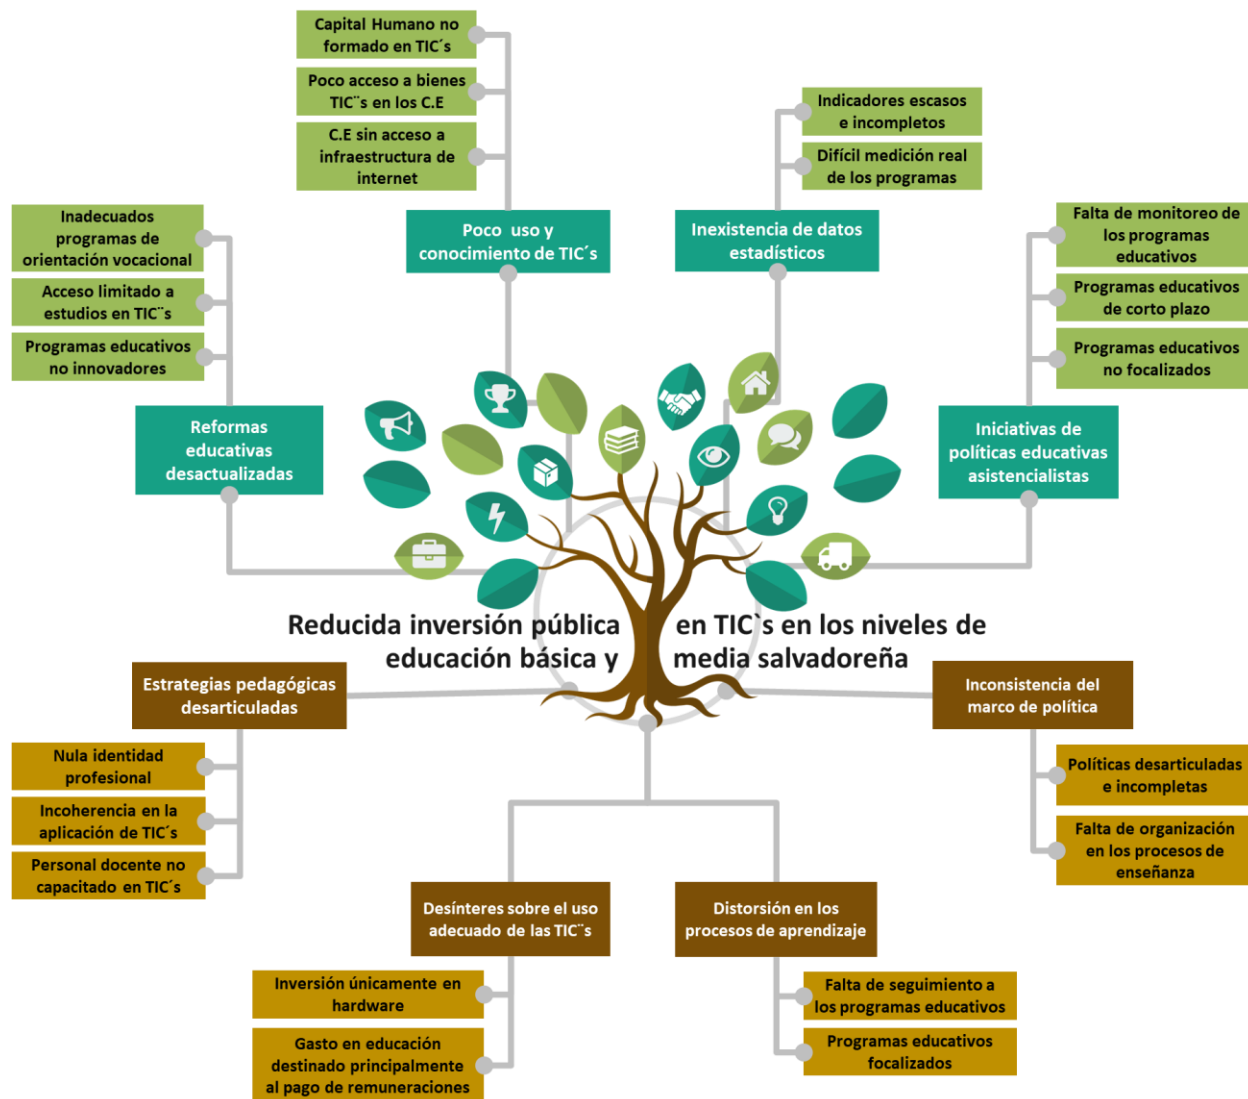 Capital Humano no
formado en TIC´s
Poco acceso a bienes
TIC¨s en los C.E
C.E sin acceso a
infraestructura de
internet
Indicadores escasos
e incompletos
Difícil medición real
de los programas
Inadecuados
programas de
orientación vocacional
Acceso limitado a
estudios en TIC¨s
Programas educativos
no innovadores
Poco uso y
conocimiento de TIC´s
Inexistencia de datos
estadísticos
Falta de monitoreo de
los programas
educativos
Programas educativos
de corto plazo
Programas educativos
no focalizados
Reformas
educativas
desactualizadas
Iniciativas de
políticas educativas
asistencialistas
Reducida inversión pública en TIC`s en los niveles de
educación básica y media salvadoreña
Estrategias pedagógicas
desarticuladas
Inconsistencia del
marco de política
Nula identidad
profesional
Incoherencia en la
aplicación de TIC´s
Personal docente no
capacitado en TIC´s
Políticas desarticuladas
e incompletas
Falta de organización
en los procesos de
enseñanza
Desínteres sobre el uso
adecuado de las TIC¨s
Distorsión en los
procesos de aprendizaje
Inversión únicamente en
hardware
Gasto en educación
destinado principalmente
al pago de remuneraciones
Falta de seguimiento a
los programas educativos
Programas educativos
focalizados